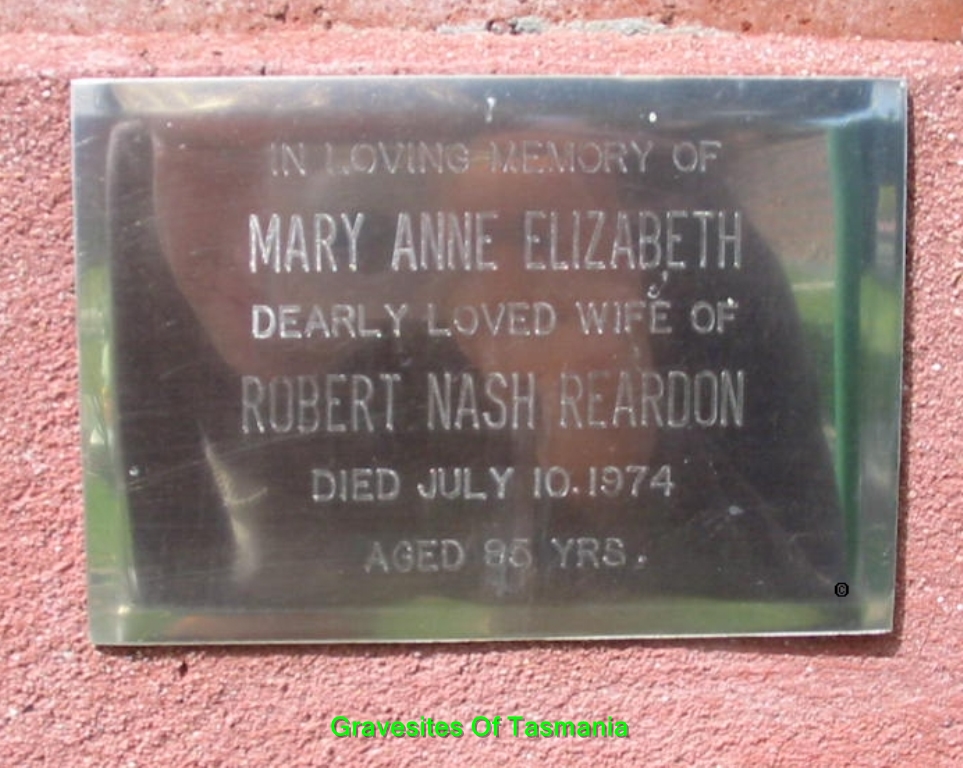 IN LOVING MEMORY OF
MARY ANNE ELIZABETH
DEARLY LOVED WIFE OF
ROBERT NASH REARDON
DIED JULY 10.1974
AGED 85 YRS.
©
Gravesites Of Tasmania